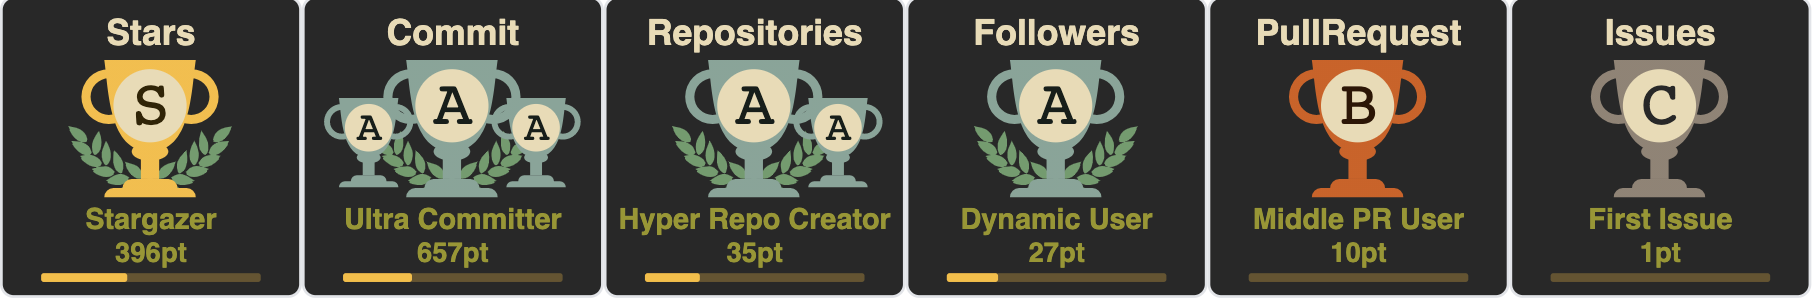 Stars
S
Stargazer
396pt
Commit
A
A
A
Ultra Committer
657pt
Repositories
A
A
Hyper Repo Creator
35pt
Followers
A
Dynamic User
27pt
PullRequest
B
Middle PR User
10pt
Issues
C
First Issue
1pt